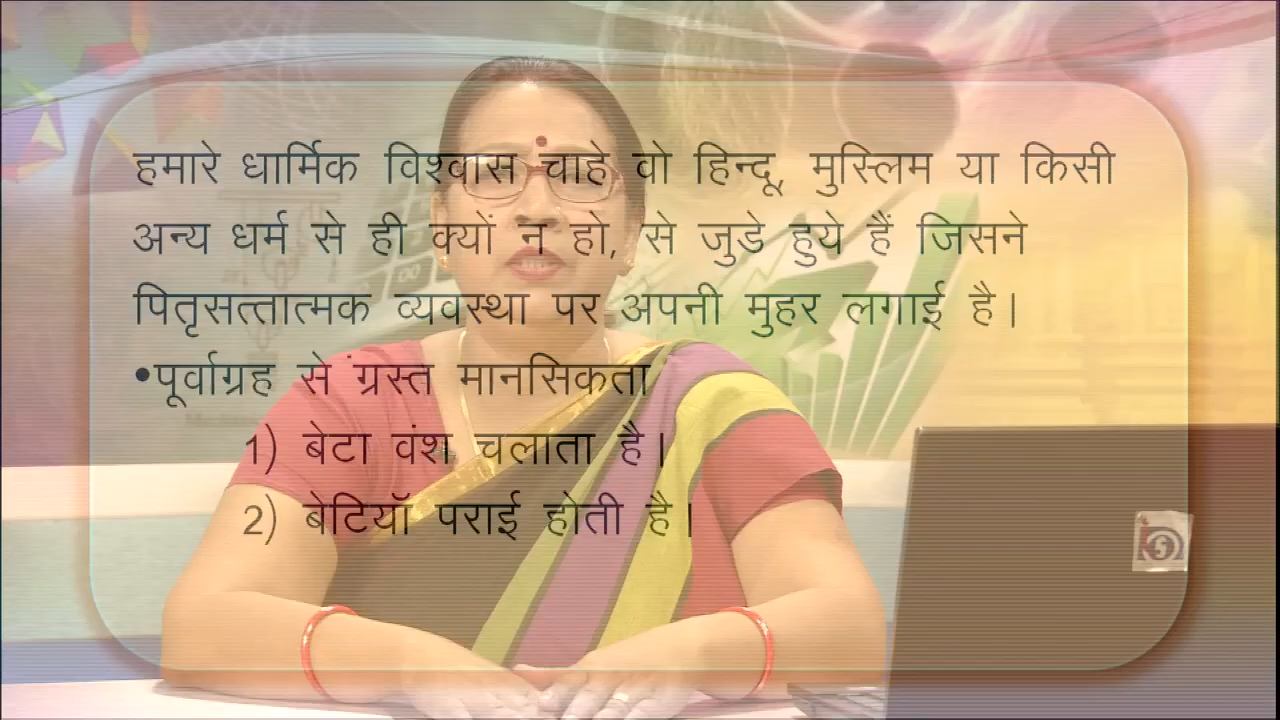 हमारे धार्मिक विश्वास चाहे वो हिन्दू, मुस्लिम या किसी
अन्य धर्म से ही क्यों न हो, से जुडे हुये हैं जिसने
पितृसत्तात्मक व्यवस्था पर अपनी मुहर लगाई है।
•पूर्वाग्रह से ग्रस्त मानसिकता
1) बेटा वंश चलाता है।
2) बेटियॉ पराई होती है।